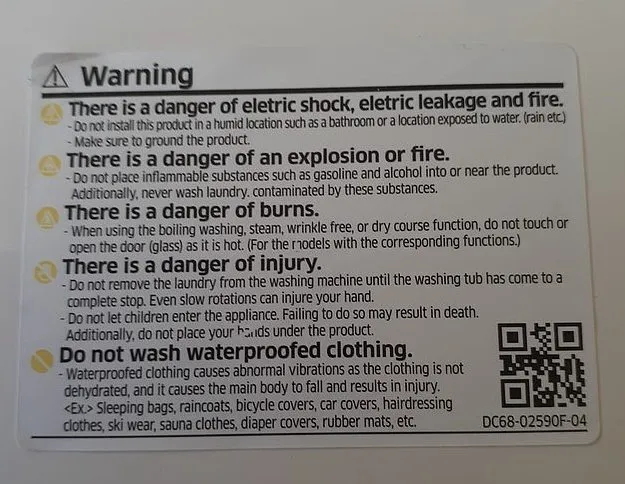 Warning
There is a danger of eletric shock, eletric leakage and fire.
- Do not install this product in a humid location such as a bathroom or a location exposed to water. (rain etc.)
- Make sure to ground the product.
There is a danger of an explosion or fire.
- Do not place inflammable substances such as gasoline and alcohol into or near the product.
Additionally, never wash laundry. contaminated by these substances.
There is a danger of burns.
- When using the boiling washing, steam, wrinkle free, or dry course function, do not touch or
open the door (glass) as it is hot. (For the models with the corresponding functions.)
There is a danger of injury.
- Do not remove the laundry from the washing machine until the washing tub has come to a
complete stop. Even slow rotations can injure your hand.
- Do not let children enter the appliance. Failing to do so may result in death.
Additionally, do not place your hands under the product.
Do not wash waterproofed clothing.
- Waterproofed clothing causes abnormal vibrations as the clothing is not
dehydrated, and it causes the main body to fall and results in injury.
<Ex.> Sleeping bags, raincoats, bicycle covers, car covers, hairdressing
clothes, ski wear, sauna clothes, diaper covers, rubber mats, etc.
DC68-02590F-04